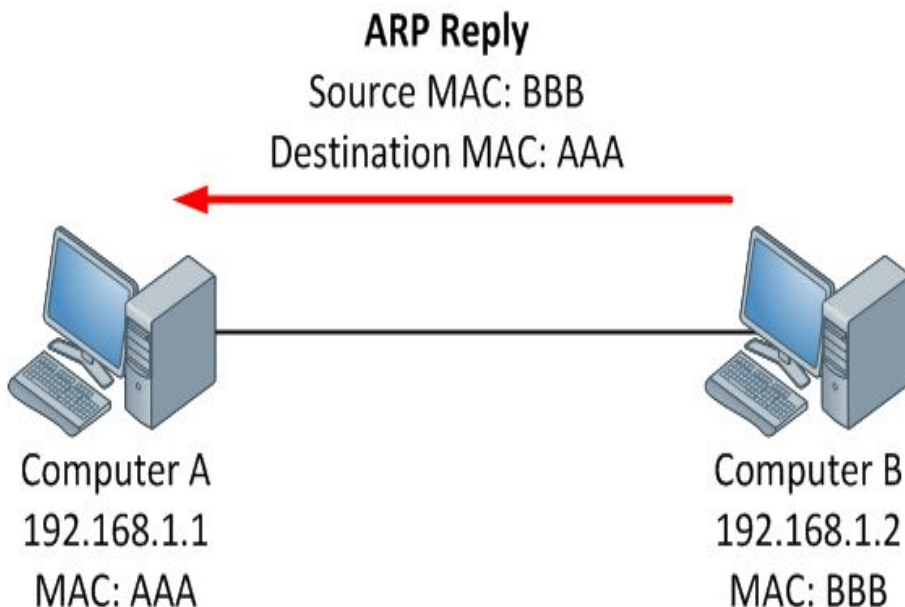 ARP Reply
Source MAC: BBB
Destination MAC: AAA
Computer A
192.168.1.1
MAC: AAA
Computer B
192.168.1.2
MAC: BBB